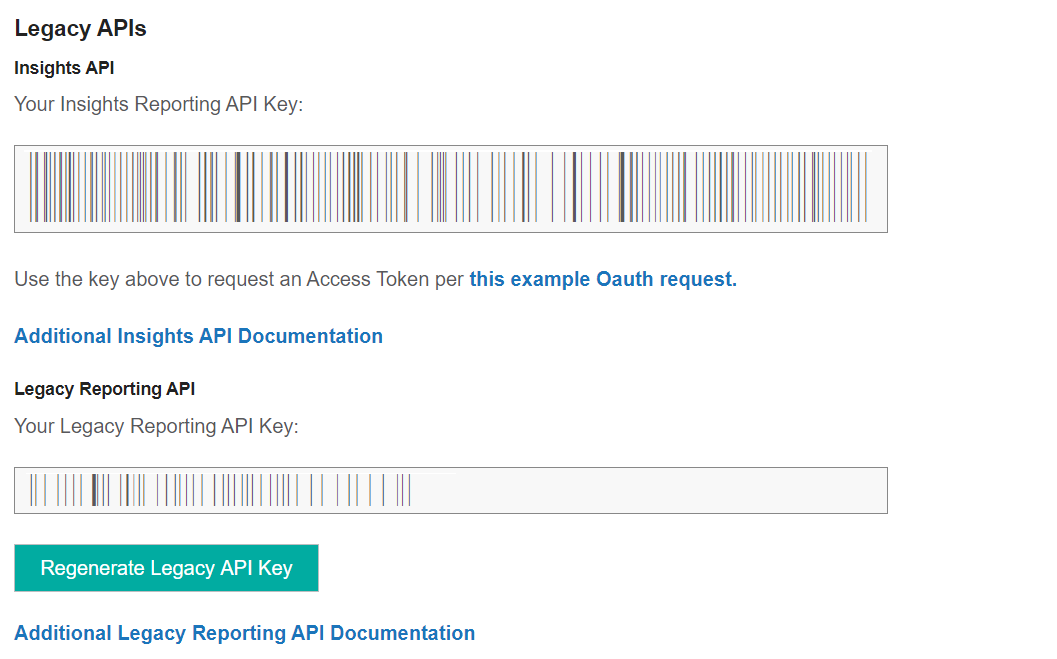 Legacy APIs
Insights API
Your Insights Reporting API Key:
Use the key above to request an Access Token per this example Oauth request.
Additional Insights API Documentation
Legacy Reporting API
Your Legacy Reporting API Key:
Regenerate Legacy API Key
Additional Legacy Reporting API Documentation